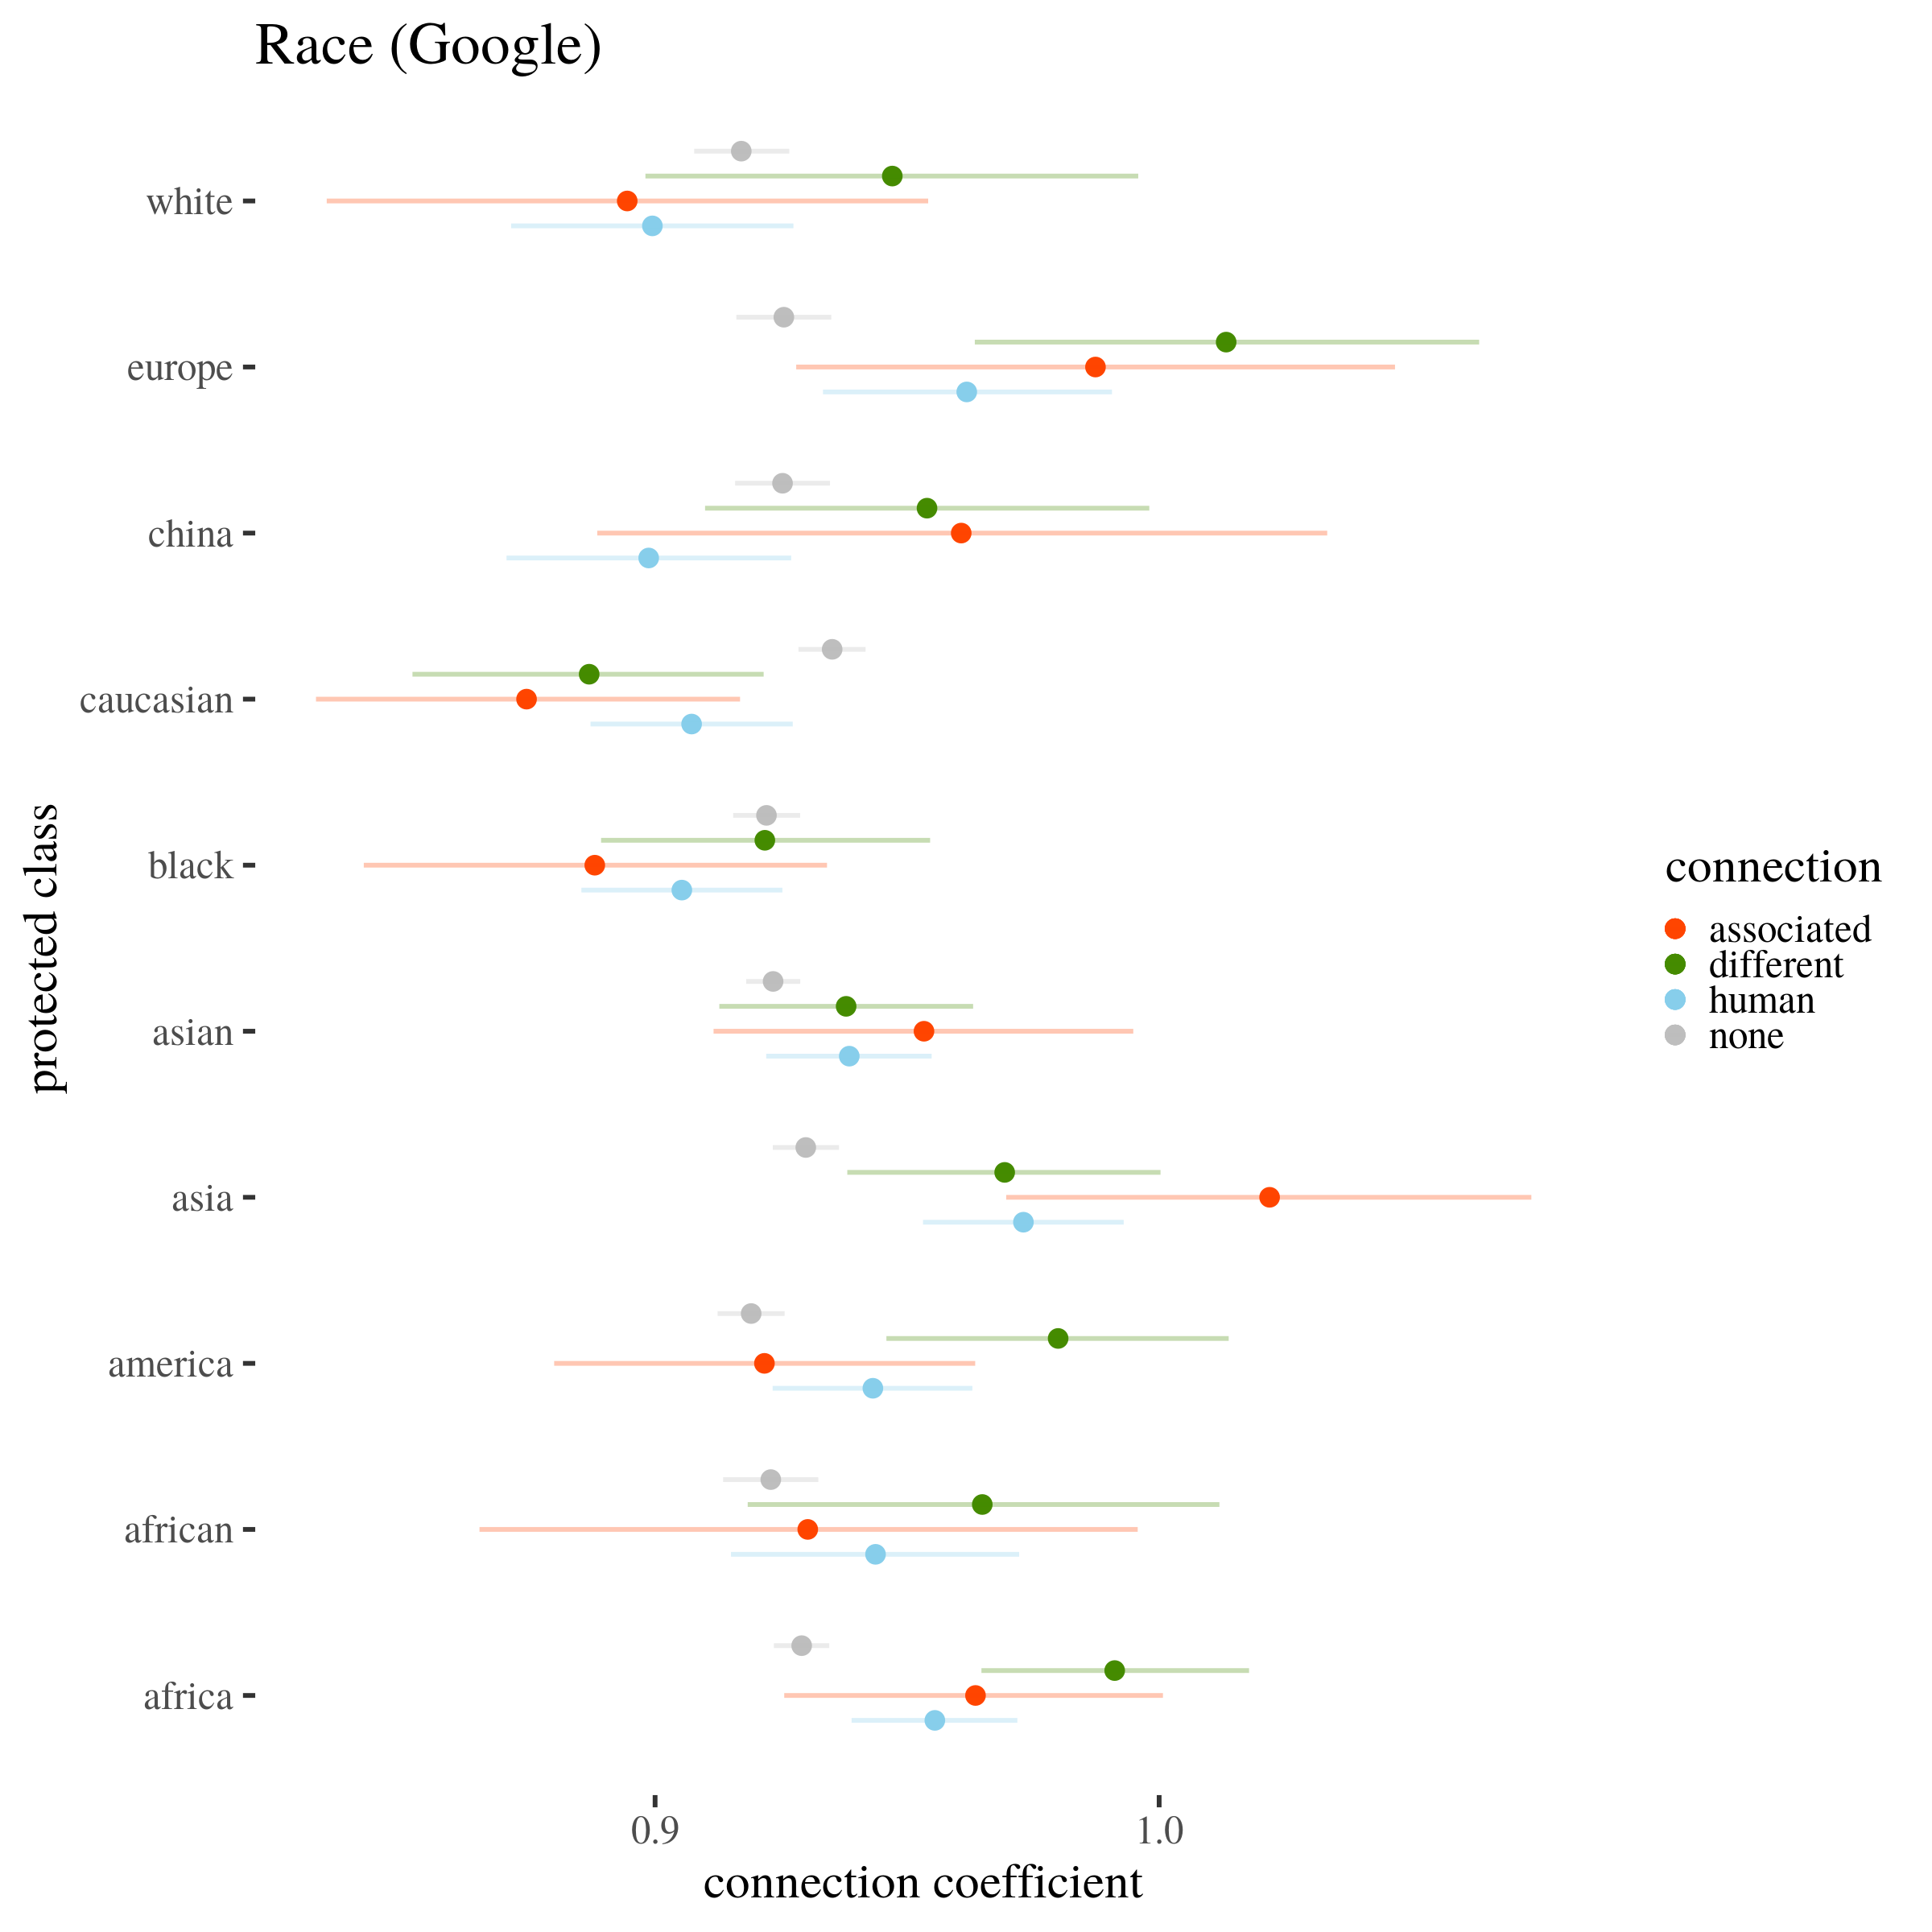 Race (Google)
white
europe
china
caucasian
black
asian
asia
america
african
africa
protected class
0.9
1.0
connection coefficient
connection
associated
different
human
none